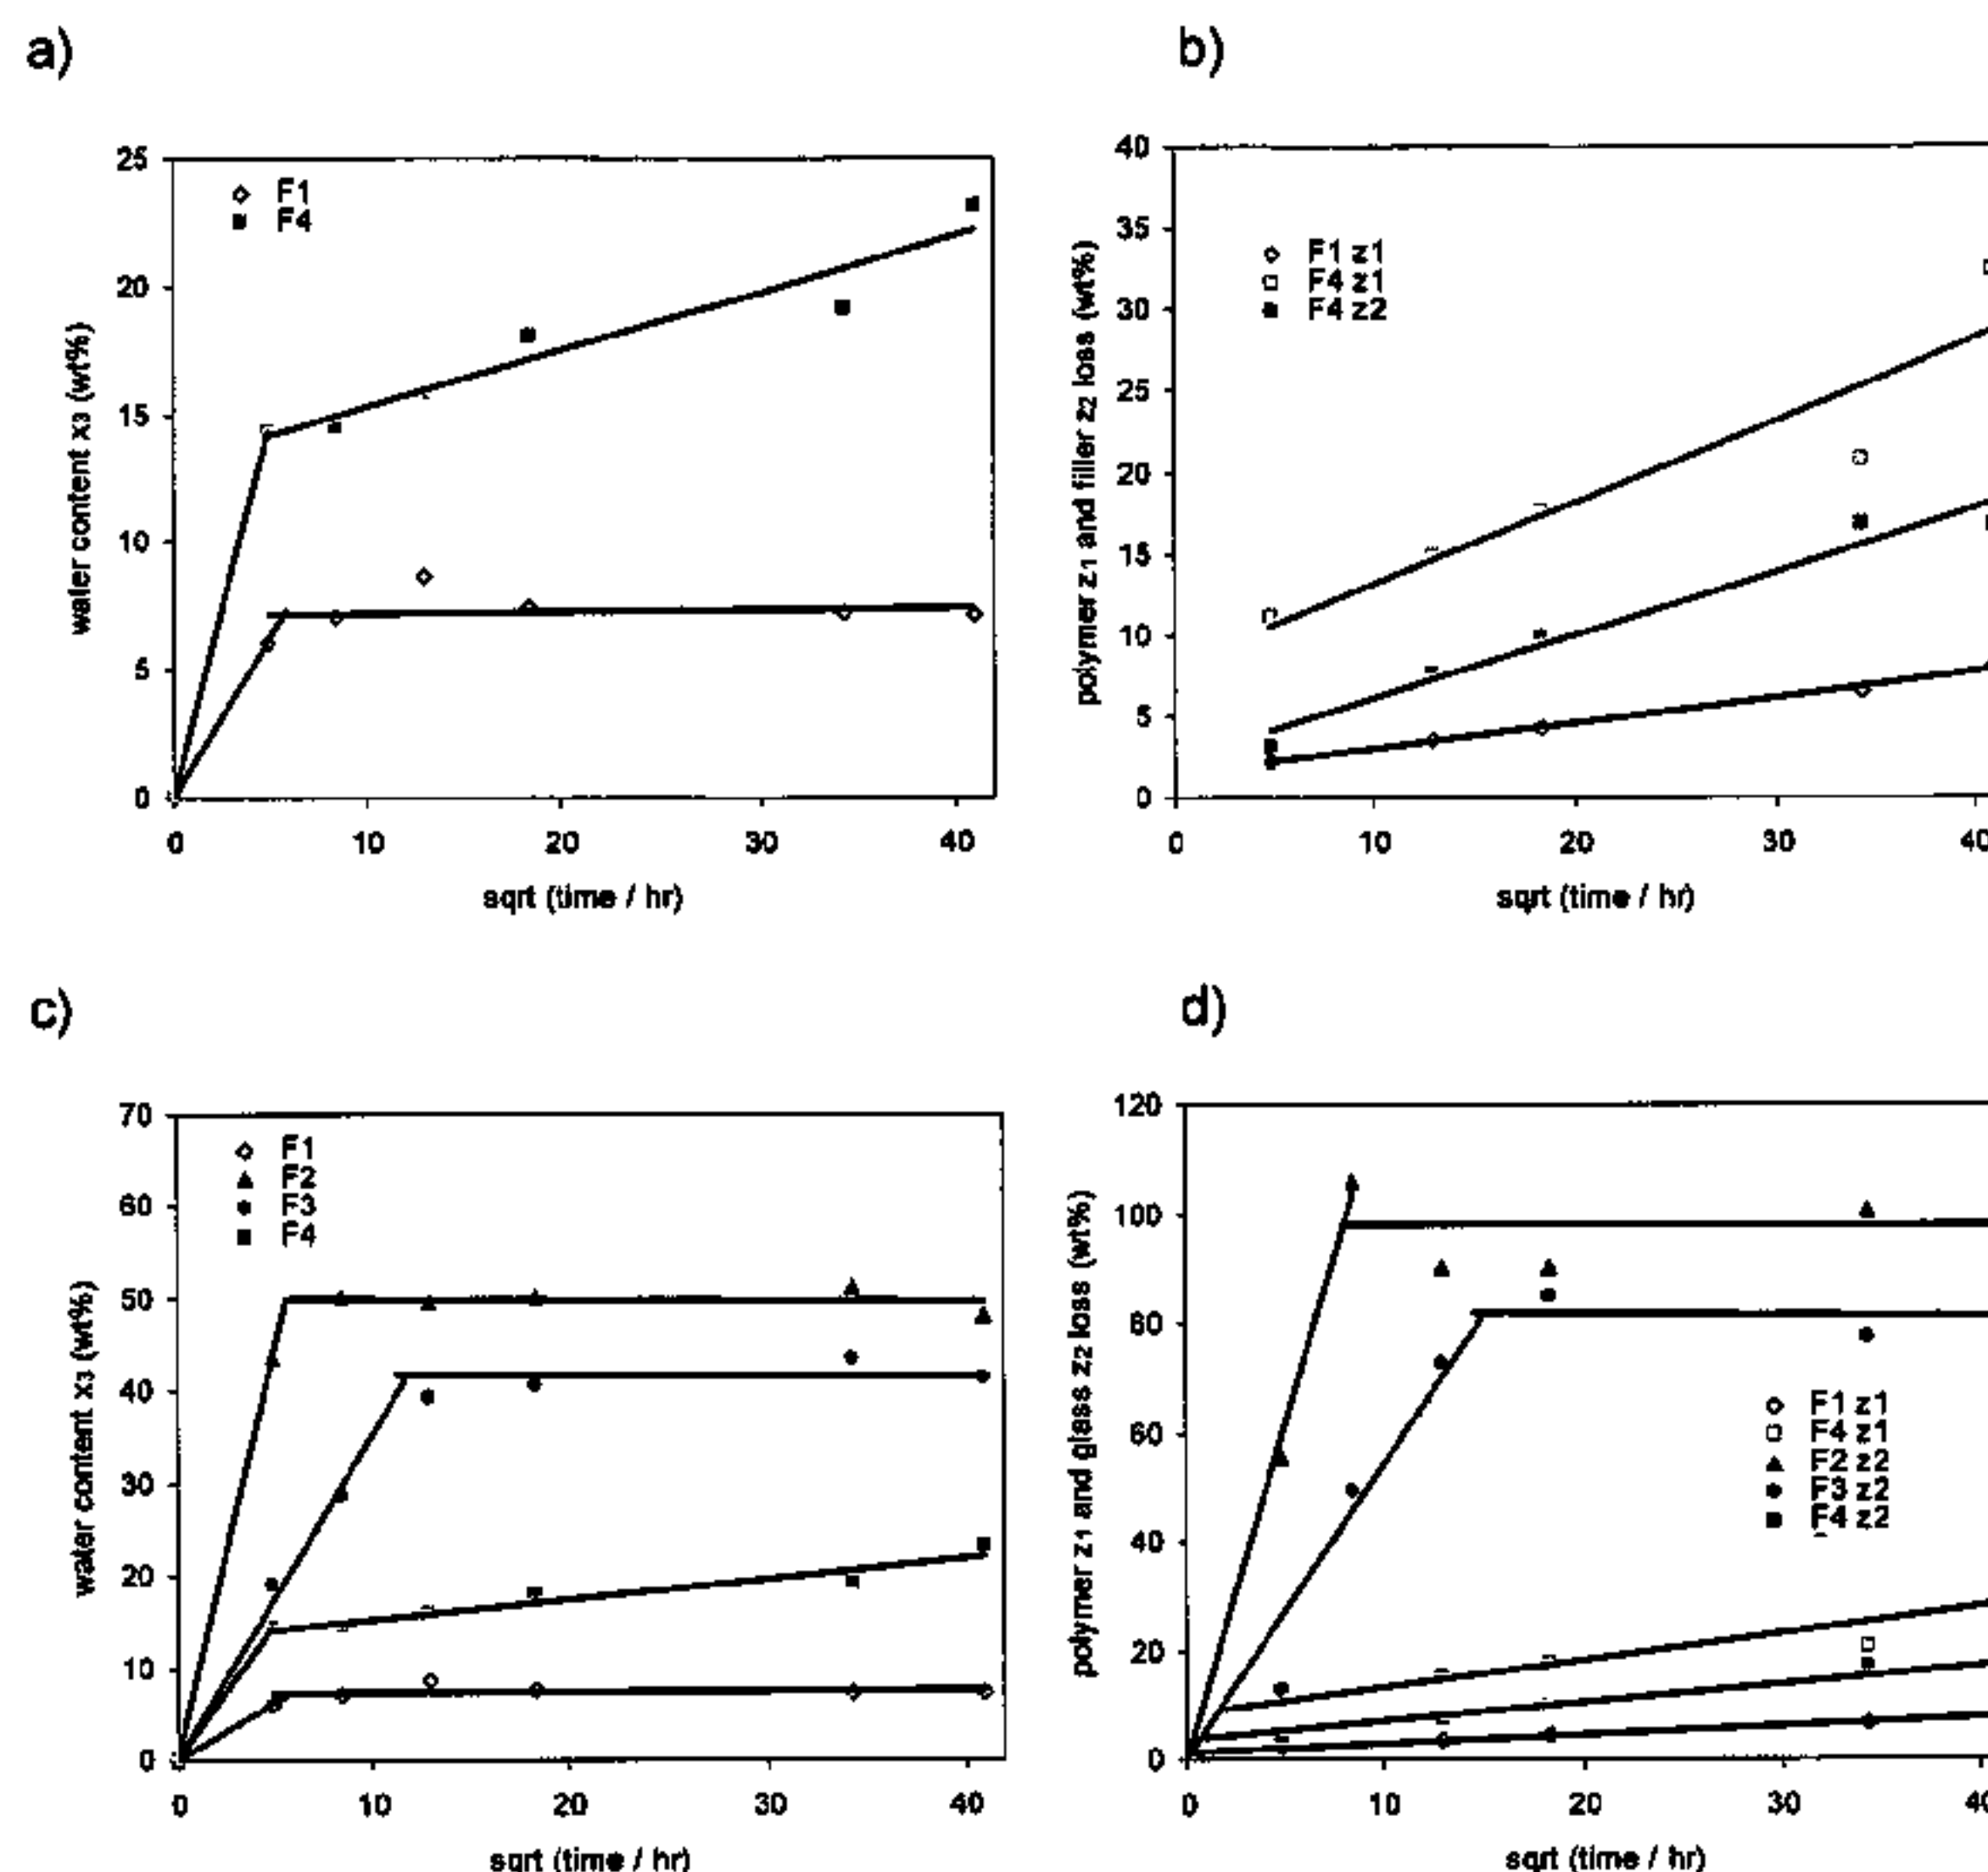 a)
25
20
15
10
5
0
water content x3 (wt%)
F1
F4
0 10 20 30 40
sqrt (time / hr)
b)
40
35
30
25
20
15
10
5
0
polymer z1 and filler z2 loss (wt%)
F1 z1
F4 z1
F4 z2
0 10 20 30 40
sqrt (time / hr)
c)
70
60
50
40
30
20
10
0
water content x3 (wt%)
F1
F2
F3
F4
0 10 20 30 40
sqrt (time / hr)
d)
120
100
80
60
40
20
0
polymer z1 and glass z2 loss (wt%)
F1 z1
F4 z1
F2 z2
F3 z2
F4 z2
0 10 20 30
sqrt (time / hr)